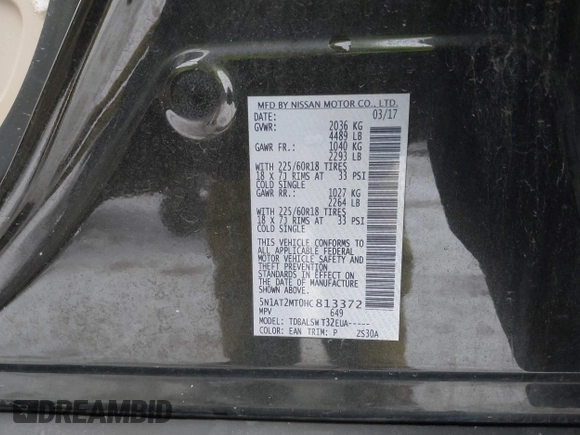 MFD BY NISSAN MOTOR CO., LTD.
DATE: 03/17
GVWR: 2036 KG
4489 LB
GAWR FR.: 1040 KG
2293 LB
WITH 225/60R18 TIRES
18 X 7J RIMS AT 33 PSI
COLD SINGLE
GAWR RR.: 1027 KG
2264 LB
WITH 225/60R18 TIRES
18 X 7J RIMS AT 33 PSI
COLD SINGLE
THIS VEHICLE CONFORMS TO
ALL APPLICABLE FEDERAL
MOTOR VEHICLE SAFETY AND
THEFT PREVENTION
STANDARDS IN EFFECT ON
THE DATE OF MANUFACTURE
SHOWN ABOVE
5N1AT2MT0HC813372
MPV 649
MODEL: TDBALSWT32EUA-----
COLOR: EAN TRIM: P 2S30A
DREAMBID